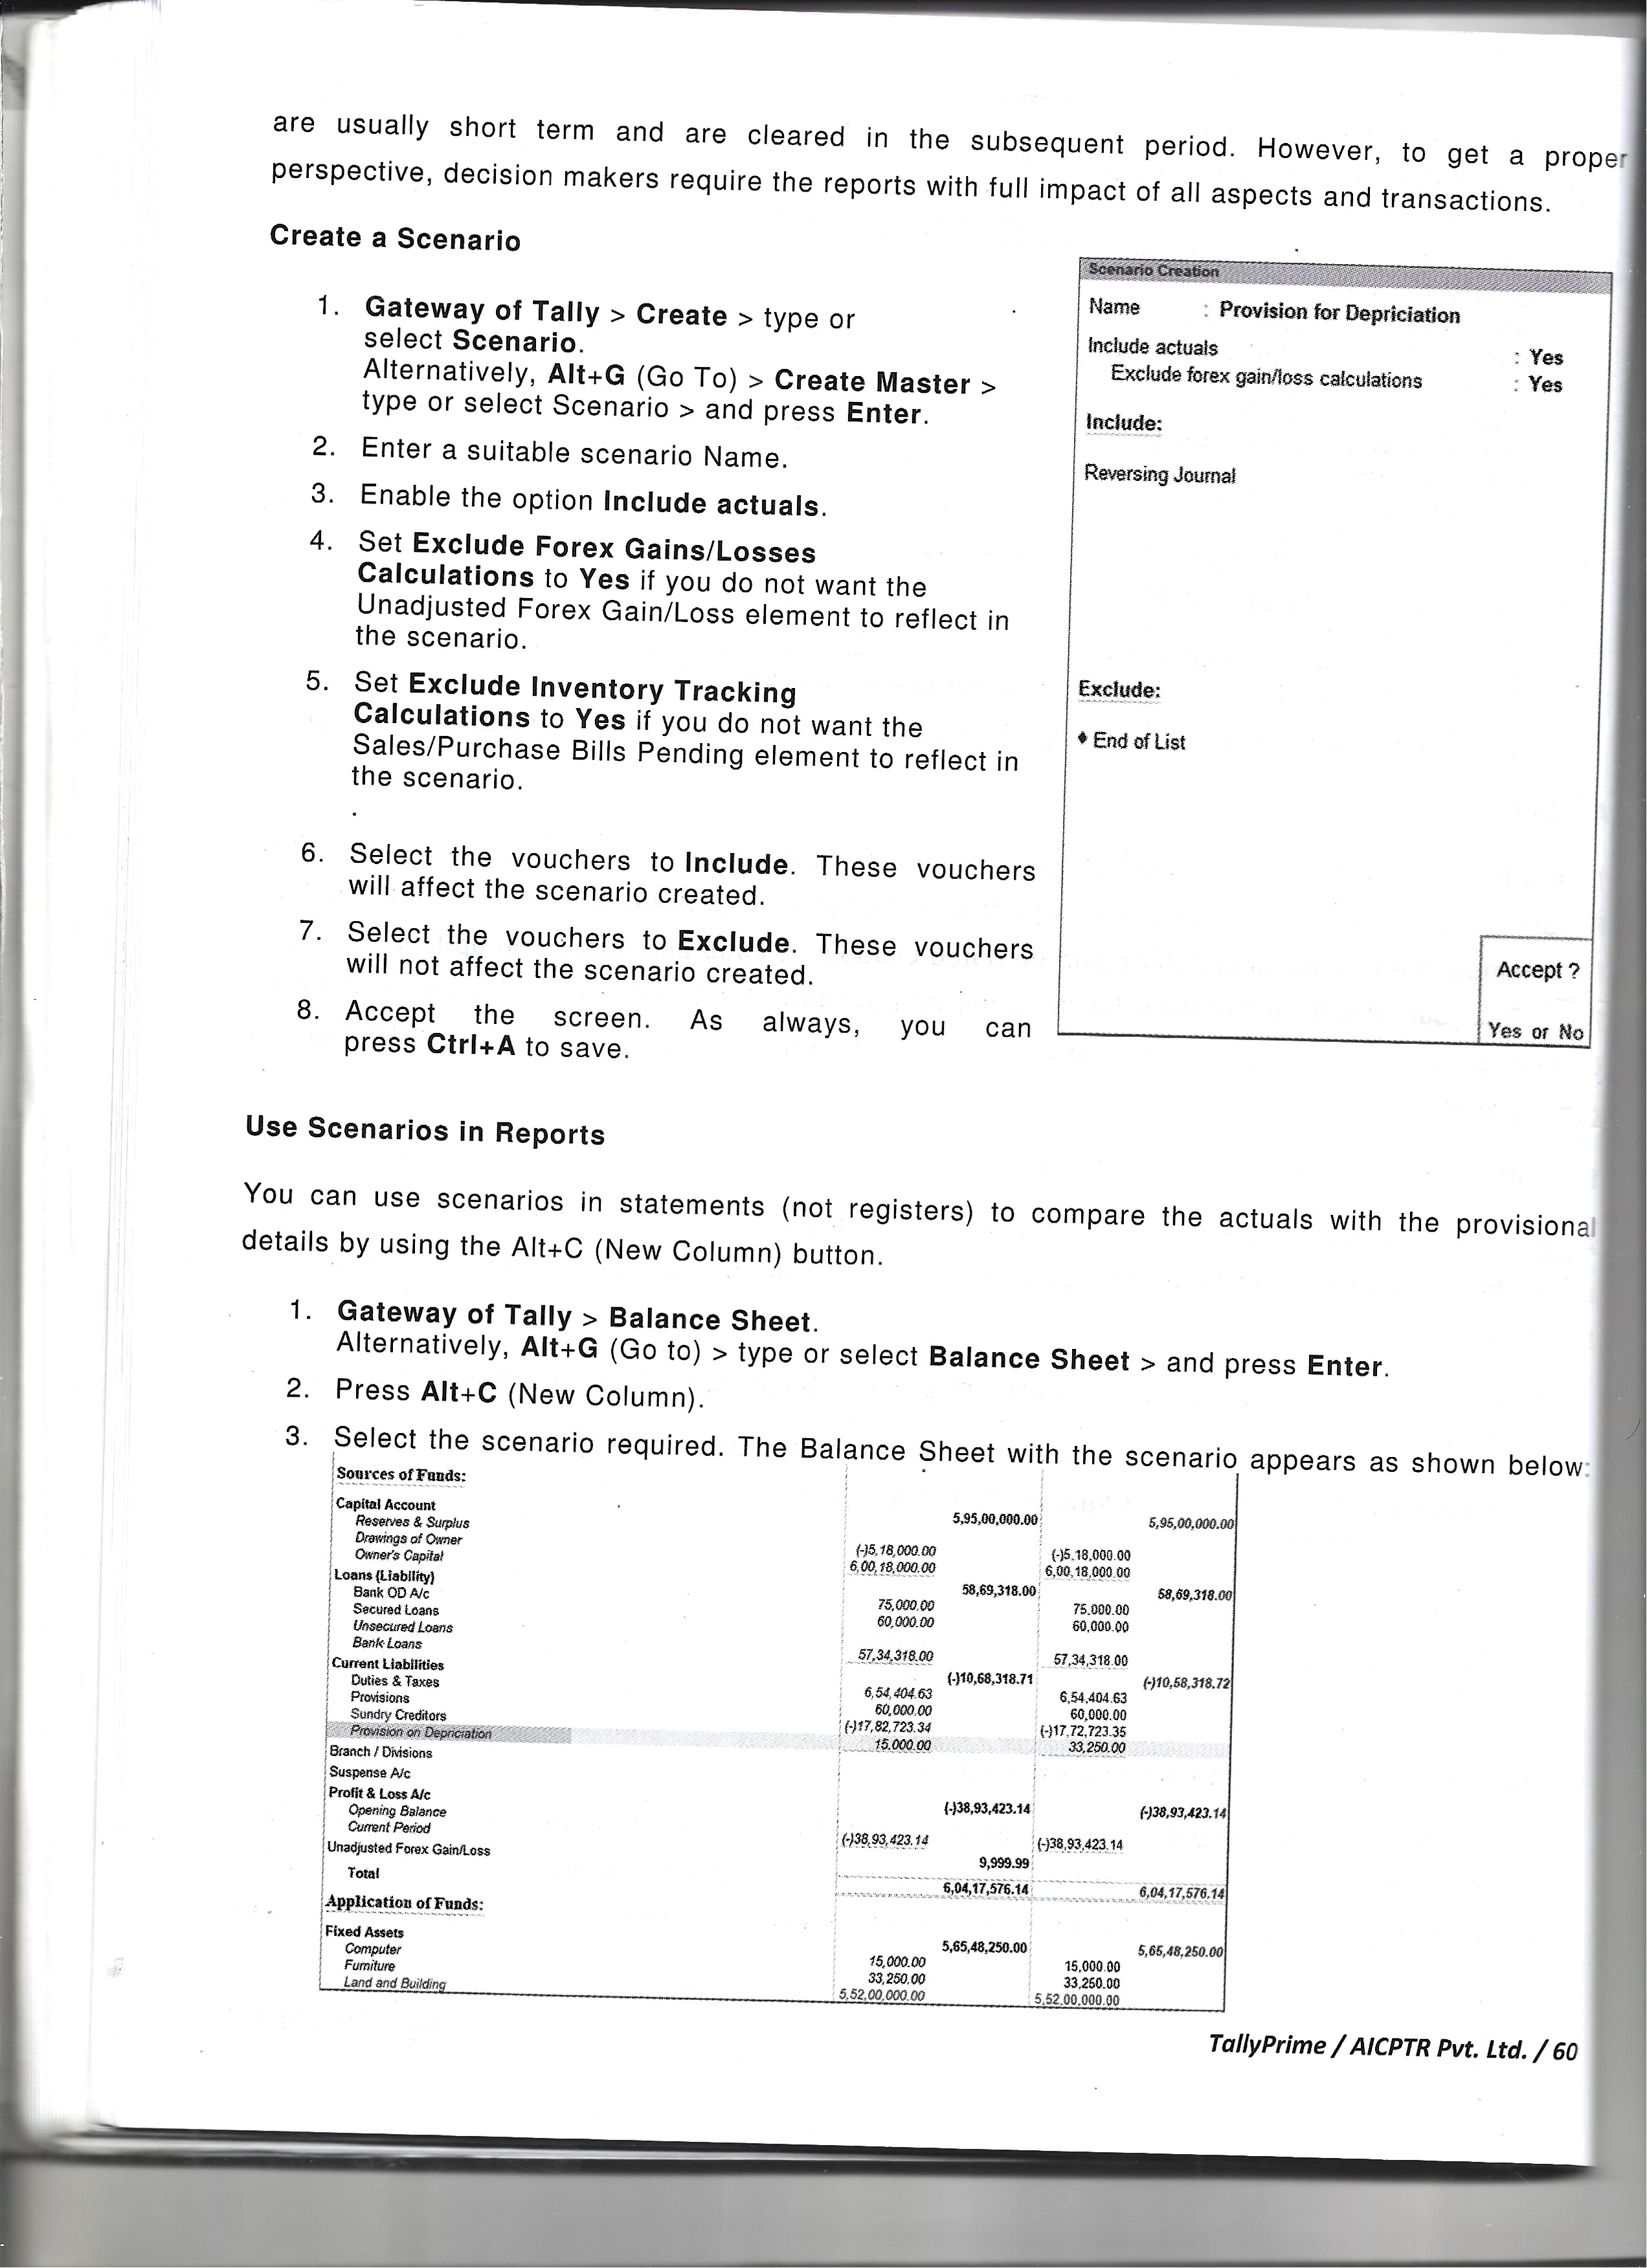 are usually short term and are cleared in the subsequent period. However, to get a proper
perspective, decision makers require the reports with full impact of all aspects and transactions.
Create a Scenario
1. Gateway of Tally > Create > type or
select Scenario.
Alternatively, Alt+G (Go To) > Create Master >
type or select Scenario > and press Enter.
2. Enter a suitable scenario Name.
3. Enable the option Include actuals.
4. Set Exclude Forex Gains/Losses
Calculations to Yes if you do not want the
Unadjusted Forex Gain/Loss element to reflect in
the scenario.
5. Set Exclude Inventory Tracking
Calculations to Yes if you do not want the
Sales/Purchase Bills Pending element to reflect in
the scenario.
.
6. Select the vouchers to Include. These vouchers
will affect the scenario created.
7. Select the vouchers to Exclude. These vouchers
will not affect the scenario created.
8. Accept the screen. As always, you can
press Ctrl+A to save.
Scenario Creation
Name : Provision for Depriciation
Include actuals : Yes
Exclude forex gain/loss calculations : Yes
Include:
Reversing Journal
Exclude:
♦ End of List
Accept ?
Yes or No
Use Scenarios in Reports
You can use scenarios in statements (not registers) to compare the actuals with the provisional
details by using the Alt+C (New Column) button.
1. Gateway of Tally > Balance Sheet.
Alternatively, Alt+G (Go to) > type or select Balance Sheet > and press Enter.
2. Press Alt+C (New Column).
3. Select the scenario required. The Balance Sheet with the scenario appears as shown below:
Sources of Funds:
Capital Account 5,95,00,000.00 5,95,00,000.00
Reserves & Surplus
Drawings of Owner (-)5,18,000.00 (-)5,18,000.00
Owner's Capital 6,00,18,000.00 6,00,18,000.00
Loans (Liability) 58,69,318.00 58,69,318.00
Bank OD A/c 75,000.00 75,000.00
Secured Loans 60,000.00 60,000.00
Unsecured Loans
Bank Loans 57,34,318.00 57,34,318.00
Current Liabilities (-)10,68,318.71 (-)10,58,318.72
Duties & Taxes 6,54,404.63 6,54,404.63
Provisions 60,000.00 60,000.00
Sundry Creditors (-)17,82,723.34 (-)17,72,723.35
Provision on Depriciation 15,000.00 33,250.00
Branch / Divisions
Suspense A/c
Profit & Loss A/c (-)38,93,423.14 (-)38,93,423.14
Opening Balance
Current Period (-)38,93,423.14 (-)38,93,423.14
Unadjusted Forex Gain/Loss 9,999.99
Total 6,04,17,576.14 6,04,17,576.14
Application of Funds:
Fixed Assets 5,65,48,250.00 5,65,48,250.00
Computer 15,000.00 15,000.00
Furniture 33,250.00 33,250.00
Land and Building 5,52,00,000.00 5,52,00,000.00
TallyPrime / AICPTR Pvt. Ltd. / 60